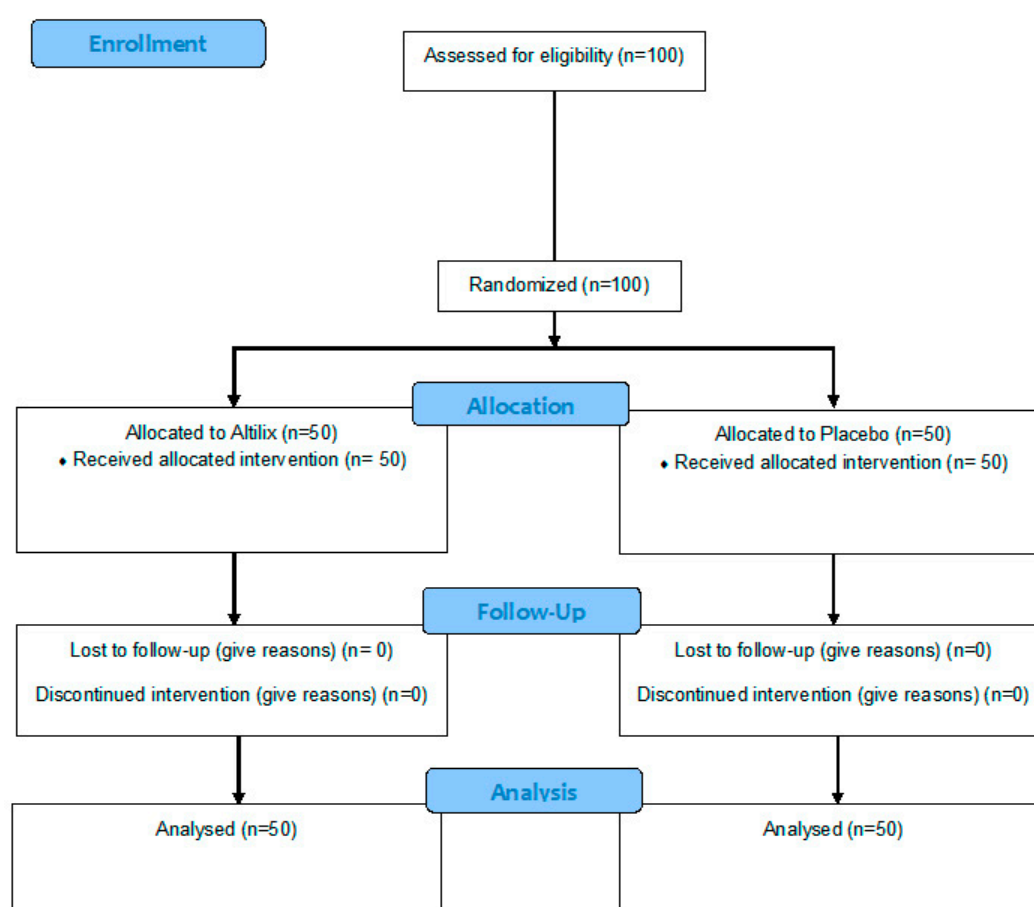 Enrollment
Assessed for eligibility (n=100)
Randomized (n=100)
Allocation
Allocated to Altilix (n=50)
♦ Received allocated intervention (n= 50)
Allocated to Placebo (n=50)
♦ Received allocated intervention (n= 50)
Follow-Up
Lost to follow-up (give reasons) (n= 0)
Discontinued intervention (give reasons) (n=0)
Lost to follow-up (give reasons) (n=0)
Discontinued intervention (give reasons) (n=0)
Analysis
Analysed (n=50)
Analysed (n=50)